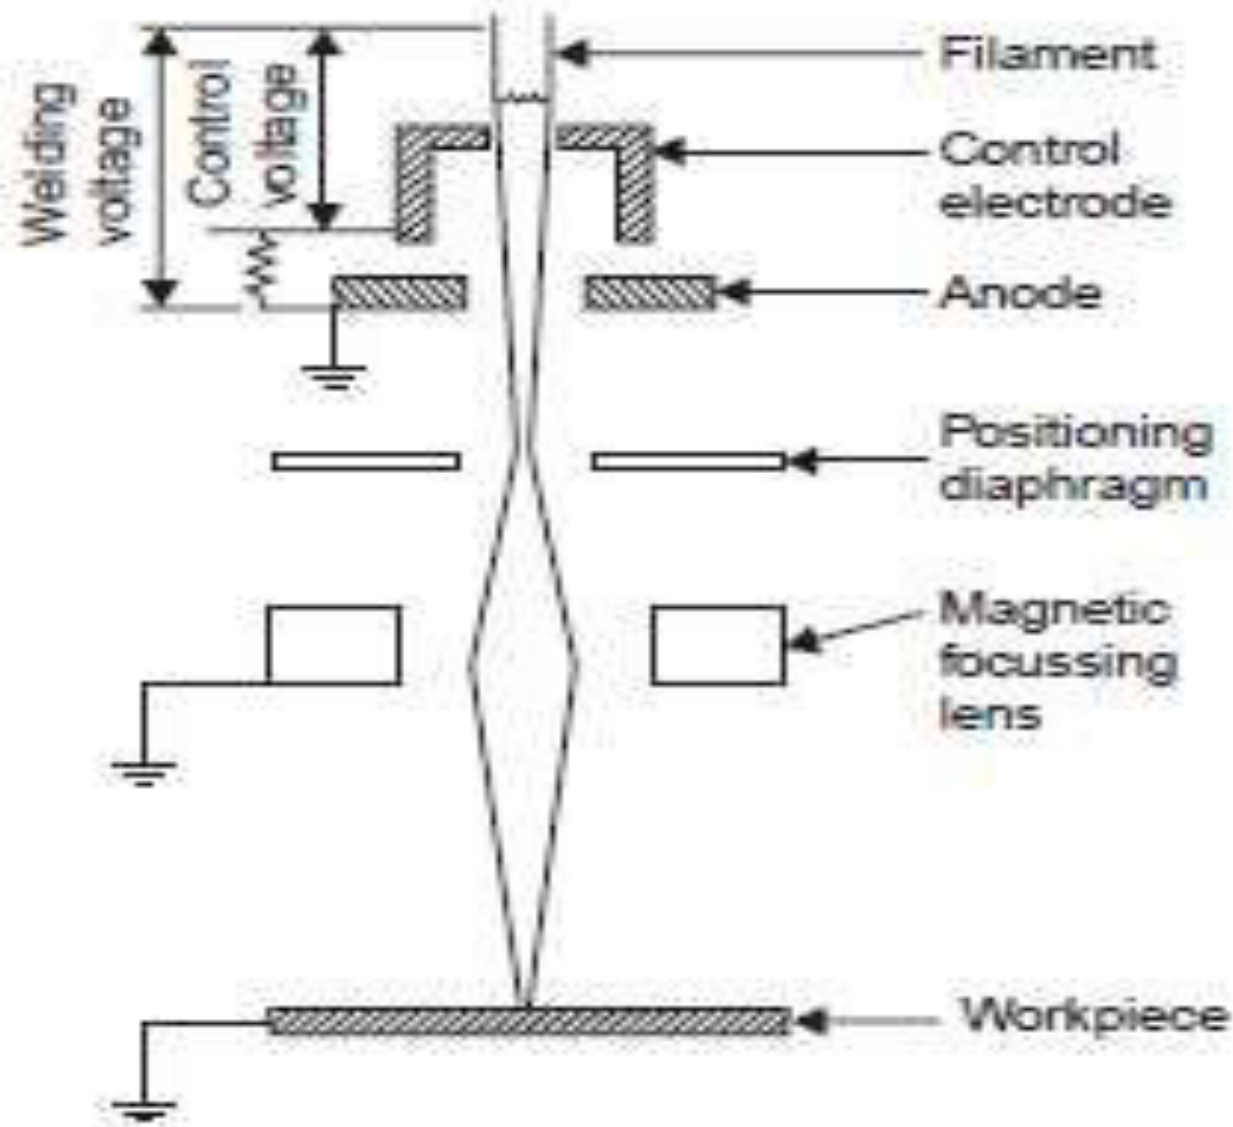 Welding
voltage
Control
voltage
Filament
Control
electrode
Anode
Positioning
diaphragm
Magnetic
focussing
lens
Workpiece